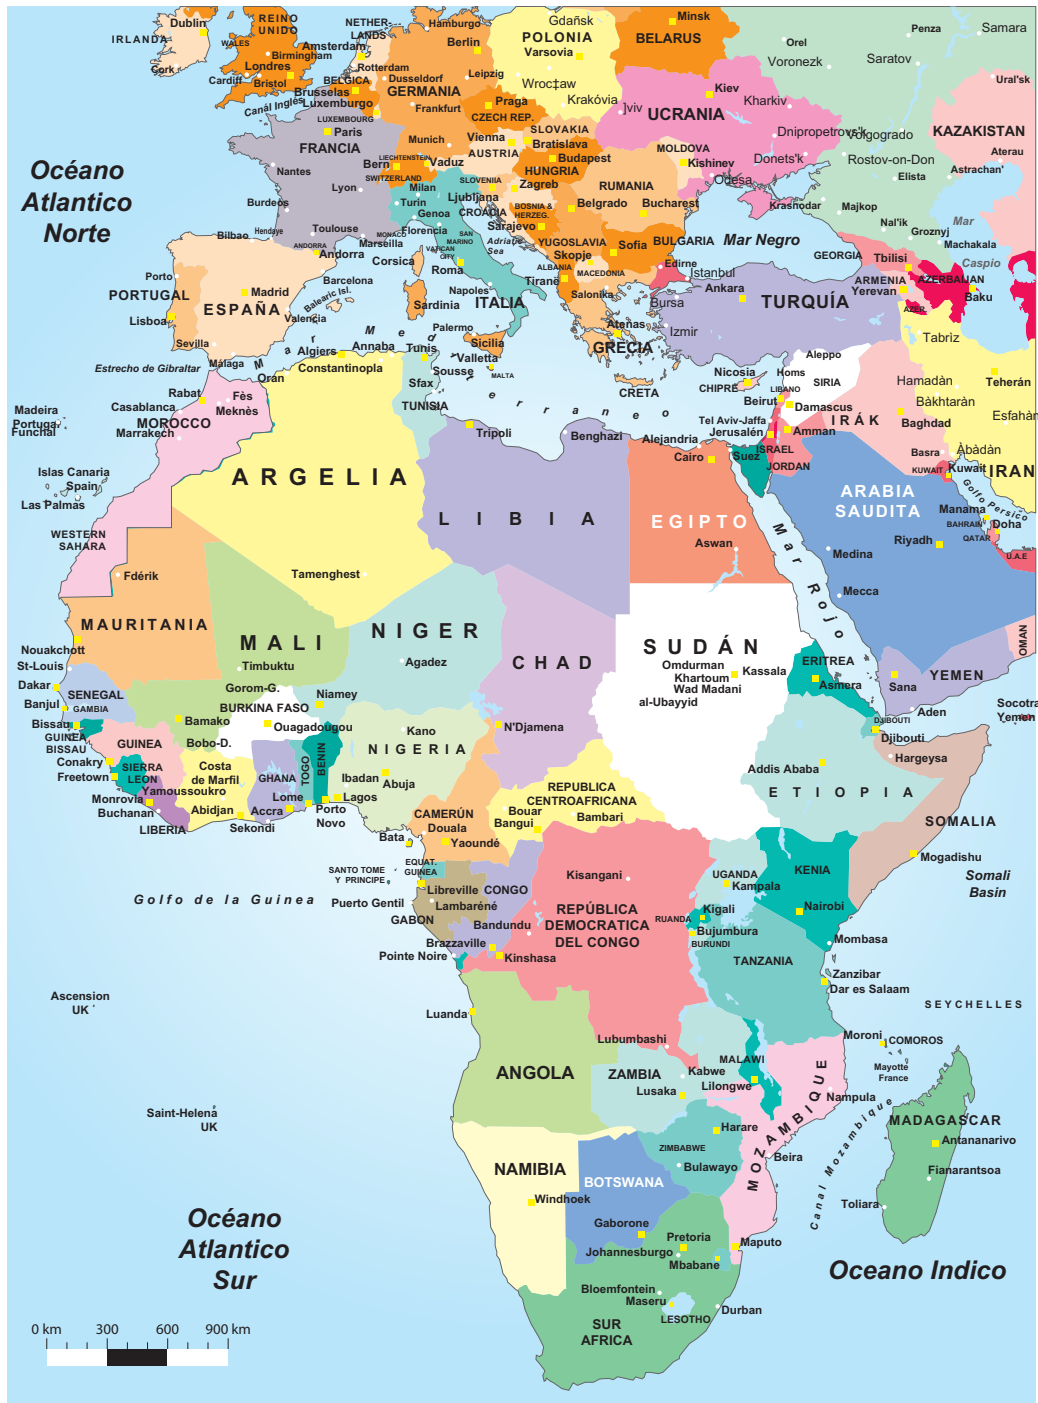 Dublin
REINO
UNIDO
IRLANDA
WALES
Birmingham
Cork
Cardiff
Londres
Bristol
Canál Inglés
NETHER-
LANDS
Amsterdam
Rotterdam
BELGICA
Brusselas
Luxemburgo
LUXEMBOURG
Hamburgo
Berlin
Leipzig
Dusseldorf
GERMANIA
Frankfurt
Munich
Gdańsk
POLONIA
Varsovia
Wroc‡aw
Krakóvia
Minsk
BELARUS
Praga
CZECH REP.
Kiev
UCRANIA
Kharkiv
Dnipropetrovs'k
Donets'k
Odesa
Orel
Voronezk
Penza
Samara
Saratov
Ural'sk
Volgogrado
Rostov-on-Don
KAZAKISTAN
Aterau
Astrachan'
Elista
Krasnodar
Majkop
Nal'ik
Groznyj
Machakala
Mar
Caspio
Océano
Atlantico
Norte
FRANCIA
Paris
Nantes
Lyon
Burdeos
Hendaye
Toulouse
Marseilla
MONACO
Bern
LIECHTENSTEIN
Vaduz
SWITZERLAND
Vienna
AUSTRIA
SLOVAKIA
Bratislava
Budapest
HUNGRIA
SLOVENIJA
Ljubljana
Zagreb
CROACIA
BOSNIA &
HERZEG.
Sarajevo
Belgrado
YUGOSLAVIA
Skopje
MACEDONIA
ALBANIA
Tiranë
RUMANIA
Bucharest
MOLDOVA
Kishinev
BULGARIA
Sofia
Mar Negro
GEORGIA
Tbilisi
ARMENIA
Yerevan
AZERBAIJAN
AZER.
Baku
Milan
Turin
Genoa
Florencia
SAN
MARINO
VATICAN
CITY
Roma
Napoles
ITALIA
Adriatic
Sea
Corsica
Sardinia
Palermo
Sicilia
Valletta
MALTA
Salonika
Atenas
GRECIA
CRETA
Edirne
Istanbul
Bursa
Izmir
Ankara
TURQUÍA
Bilbao
ANDORRA
Andorra
Porto
PORTUGAL
Lisboa
Madrid
ESPAÑA
Barcelona
Balearic Isl.
Valencia
Sevilla
Málaga
Estrecho de Gibraltar
Mar Mediterraneo
Nicosia
CHIPRE
Aleppo
Homs
SIRIA
LIBANO
Beirut
Damascus
Tel Aviv-Jaffa
Jerusalén
Amman
ISRAEL
JORDAN
Suez
IRÁK
Baghdad
Basra
KUWAIT
Kuwait
Tabriz
Teherán
Hamadàn
Bàkhtaràn
Esfahàn
Àbàdàn
IRAN
Golfo Persico
Manama
BAHRAIN
Doha
QATAR
U.A.E
ARABIA
SAUDITA
Riyadh
Medina
Mecca
Mar Rojo
OMAN
YEMEN
Sana
Aden
Socotra
Yemen
Madeira
Portugal
Funchal
Islas Canaria
Spain
Las Palmas
Rabat
Casablanca
Fès
Meknès
MOROCCO
Marrakech
Orán
Algiers
Constantinopla
Annaba
Tunis
Sousse
Sfax
TUNISIA
Tripoli
Benghazi
Alejandria
Cairo
ARGELIA
Tamenghest
LIBIA
EGIPTO
Aswan
WESTERN
SAHARA
Fdérik
MAURITANIA
Nouakchott
MALI
Timbuktu
Bamako
NIGER
Agadez
Niamey
CHAD
N'Djamena
SUDÁN
Omdurman
Khartoum
Wad Madani
al-Ubayyid
Kassala
ERITREA
Asmera
DJIBOUTI
Djibouti
Hargeysa
Addis Ababa
ETIOPIA
SOMALIA
Mogadishu
Somali
Basin
St-Louis
Dakar
SENEGAL
Banjul
GAMBIA
Bissau
GUINEA
BISSAU
GUINEA
Conakry
SIERRA
LEON
Freetown
Monrovia
Buchanan
LIBERIA
Yamoussoukro
Costa
de Marfil
Abidjan
Gorom-G.
BURKINA FASO
Ouagadougou
Bobo-D.
GHANA
Accra
Sekondi
TOGO
Lome
BENIN
Porto
Novo
Lagos
Ibadan
Abuja
Kano
NIGERIA
CAMERÚN
Douala
Yaoundé
REPUBLICA
CENTROAFRICANA
Bouar
Bangui
Bambari
Bata
EQUAT.
GUINEA
SANTO TOME
Y PRINCIPE
Libreville
Puerto Gentil
Lambaréné
GABON
CONGO
Brazzaville
Pointe Noire
Bandundu
Kinshasa
Kisangani
REPÚBLICA
DEMOCRATICA
DEL CONGO
Lubumbashi
Golfo de la Guinea
UGANDA
Kampala
KENIA
Nairobi
Mombasa
RUANDA
Kigali
Bujumbura
BURUNDI
TANZANIA
Zanzibar
Dar es Salaam
SEYCHELLES
Ascension
UK
Luanda
ANGOLA
ZAMBIA
Kabwe
Lusaka
MALAWI
Lilongwe
MOZAMBIQUE
Nampula
Beira
Maputo
Moroni
COMOROS
Mayotte
France
Canal Mozambique
MADAGASCAR
Antananarivo
Fianarantsoa
Toliara
Saint-Helena
UK
Harare
ZIMBABWE
Bulawayo
NAMIBIA
Windhoek
BOTSWANA
Gaborone
Pretoria
Johannesburgo
Mbabane
Bloemfontein
Maseru
LESOTHO
Durban
SUR
AFRICA
Océano
Atlantico
Sur
Oceano Indico
0 km 300 600 900 km